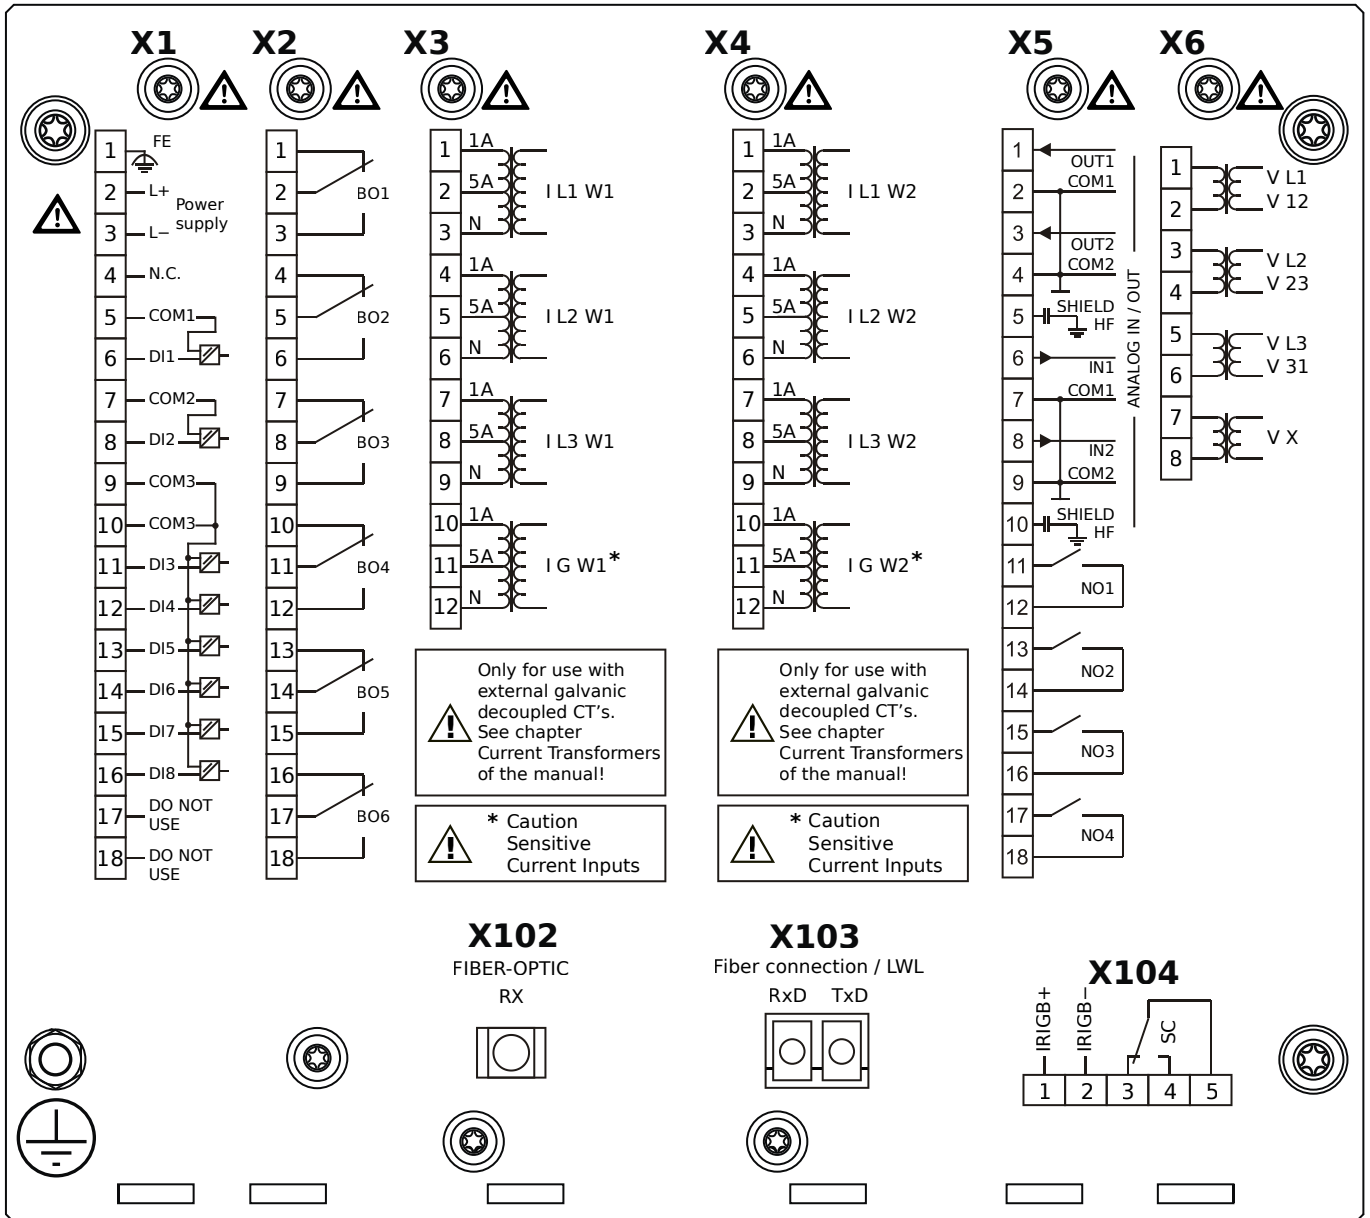 X1 X2 X3 X4 X5 X6
1 FE
2 L+
Power
supply
3 L−
4 N.C.
5 COM1
6 DI1
7 COM2
8 DI2
9 COM3
10 COM3
11 DI3
12 DI4
13 DI5
14 DI6
15 DI7
16 DI8
17 DO NOT
USE
18 DO NOT
USE
1
2 BO1
3
4
5 BO2
6
7
8 BO3
9
10
11 BO4
12
13
14 BO5
15
16
17 BO6
18
1 1A
2 5A I L1 W1
3 N
4 1A
5 5A I L2 W1
6 N
7 1A
8 5A I L3 W1
9 N
10 1A
11 5A I G W1*
12 N
Only for use with
external galvanic
decoupled CT's.
See chapter
Current Transformers
of the manual!
* Caution
Sensitive
Current Inputs
1 1A
2 5A I L1 W2
3 N
4 1A
5 5A I L2 W2
6 N
7 1A
8 5A I L3 W2
9 N
10 1A
11 5A I G W2*
12 N
Only for use with
external galvanic
decoupled CT's.
See chapter
Current Transformers
of the manual!
* Caution
Sensitive
Current Inputs
1 OUT1
2 COM1
3 OUT2
4 COM2
5 SHIELD
HF
6 IN1
7 COM1
8 IN2
9 COM2
10 SHIELD
HF
ANALOG IN / OUT
11
NO1
12
13
NO2
14
15
NO3
16
17
NO4
18
1 V L1
2 V 12
3 V L2
4 V 23
5 V L3
6 V 31
7 V X
8
X102
FIBER-OPTIC
RX
X103
Fiber connection / LWL
RxD TxD
X104
IRIGB+
IRIGB−
SC
1 2 3 4 5